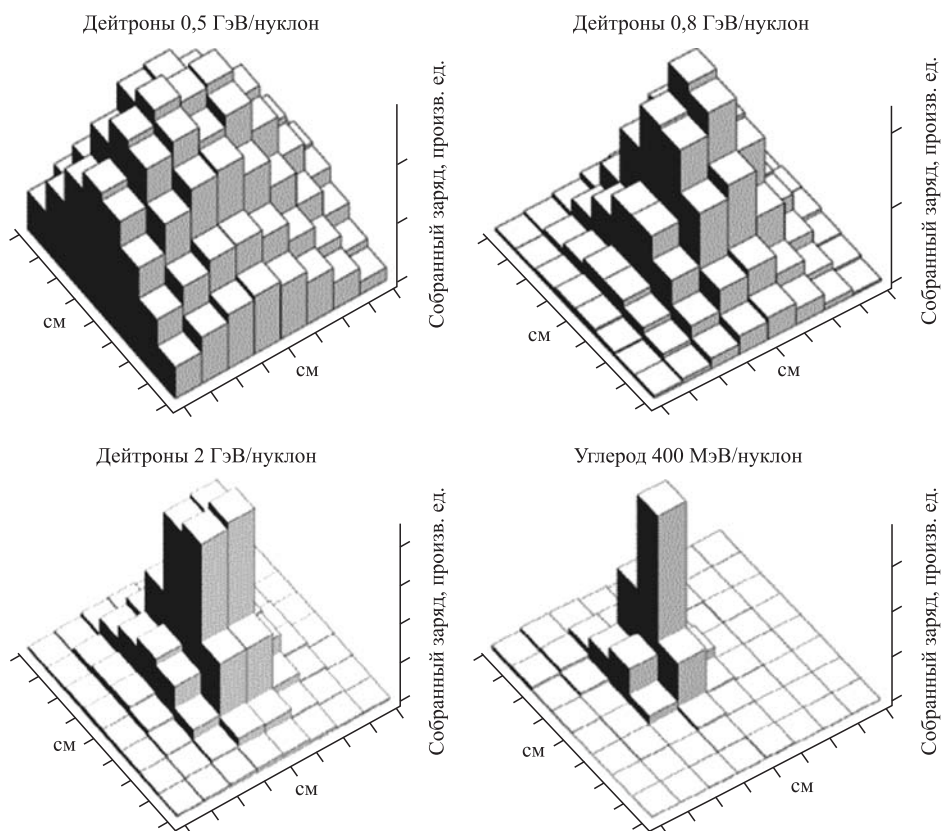 Дейтроны 0,5 ГэВ/нуклон
Дейтроны 0,8 ГэВ/нуклон
Собранный заряд, произв. ед.
Собранный заряд, произв. ед.
см
см
см
см
Дейтроны 2 ГэВ/нуклон
Углерод 400 МэВ/нуклон
Собранный заряд, произв. ед.
Собранный заряд, произв. ед.
см
см
см
см